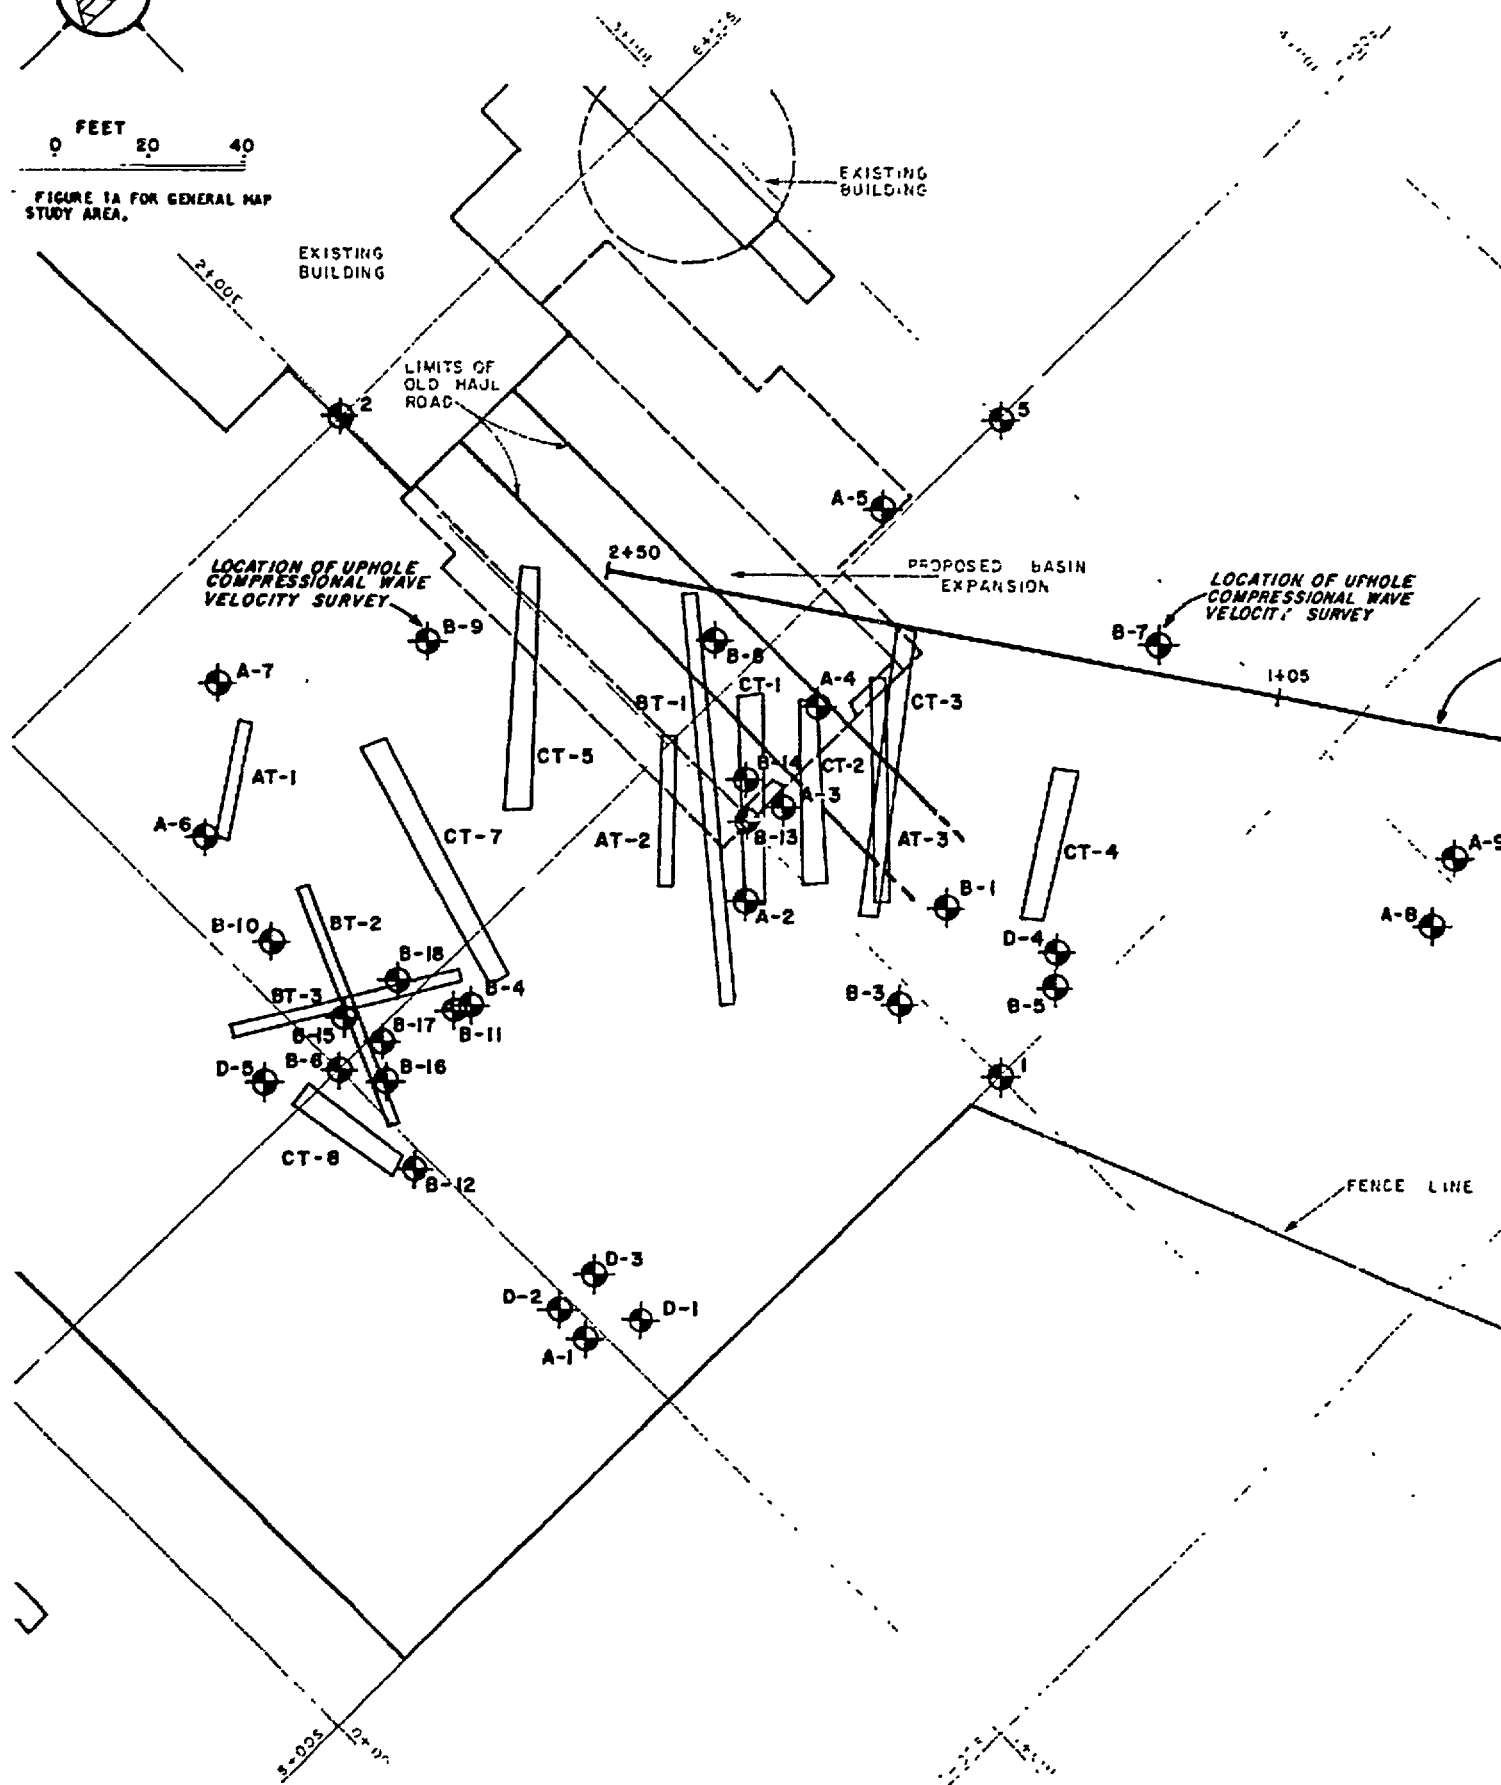 FEET
0 20 40
FIGURE 1A FOR GENERAL MAP
STUDY AREA.
EXISTING
BUILDING
EXISTING
BUILDING
2+00E
LIMITS OF
OLD HAUL
ROAD
2
5
A-5
2+50
PROPOSED BASIN
EXPANSION
LOCATION OF UPHOLE
COMPRESSIONAL WAVE
VELOCITY SURVEY
LOCATION OF UPHOLE
COMPRESSIONAL WAVE
VELOCITY SURVEY
B-9
B-7
A-7
1+05
BT-1
CT-1
A-4
CT-3
CT-5
AT-1
B-14
CT-2
A-3
A-6
CT-7
AT-2
B-13
AT-3
CT-4
A-9
B-10
BT-2
A-2
B-1
A-8
B-18
D-4
BT-3
B-4
B-3
B-5
B-15
B-17
B-11
D-5
B-6
B-16
1
CT-8
B-12
FENCE LINE
D-3
D-2
D-1
A-1